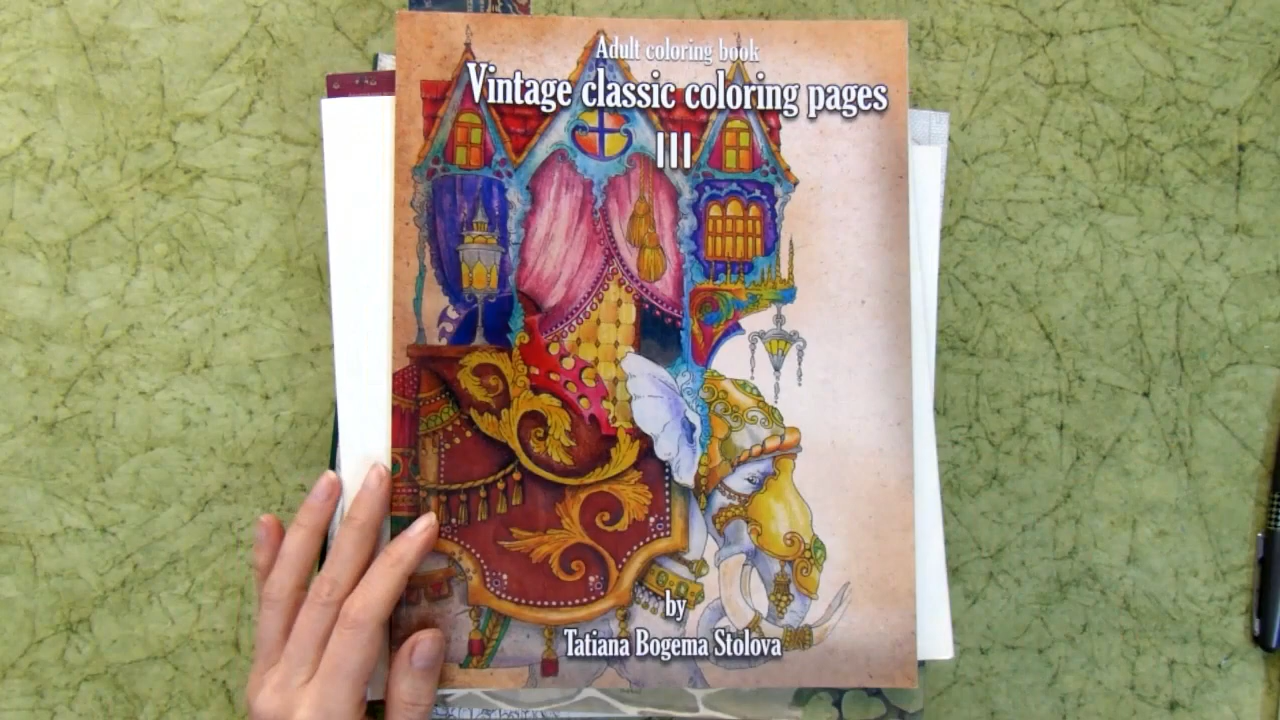 Adult coloring book
Vintage classic coloring pages
III
by
Tatiana Bogema Stolova